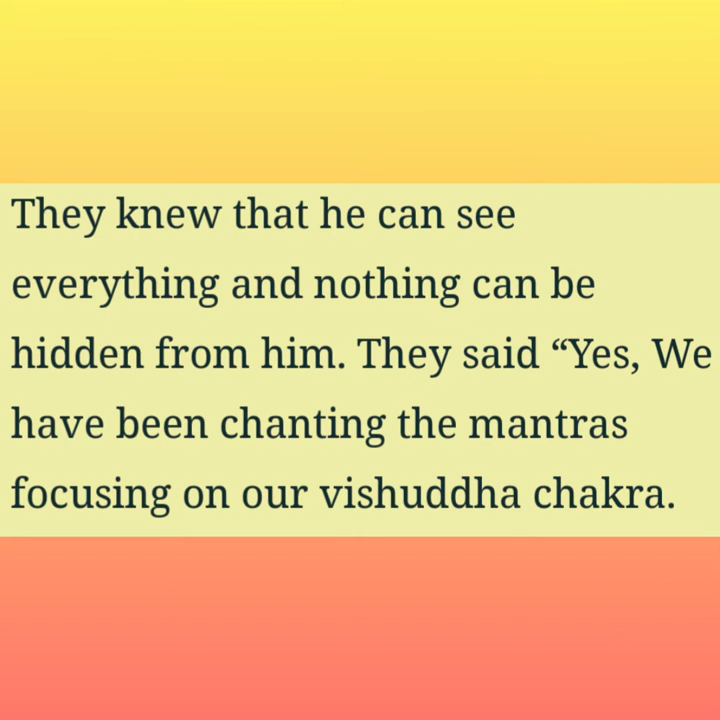 They knew that he can see
everything and nothing can be
hidden from him. They said “Yes, We
have been chanting the mantras
focusing on our vishuddha chakra.